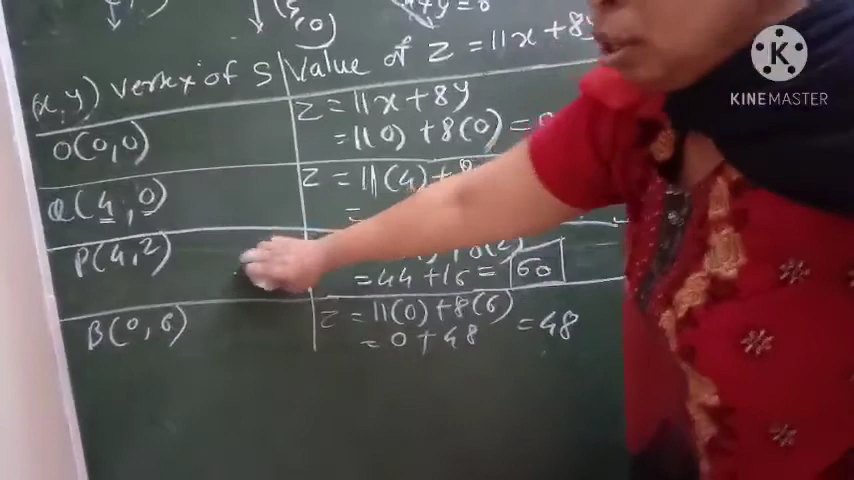 x+y=6
(x,y) vertex of S | Value of Z = 11x+8y
O(0,0) Z = 11x+8y
= 11(0) + 8(0) =
Q(4,0) Z = 11(4)+
P(4,2)
= 44+16 = 60
B(0,6) Z = 11(0)+8(6)
= 0+48 = 48
KINEMASTER